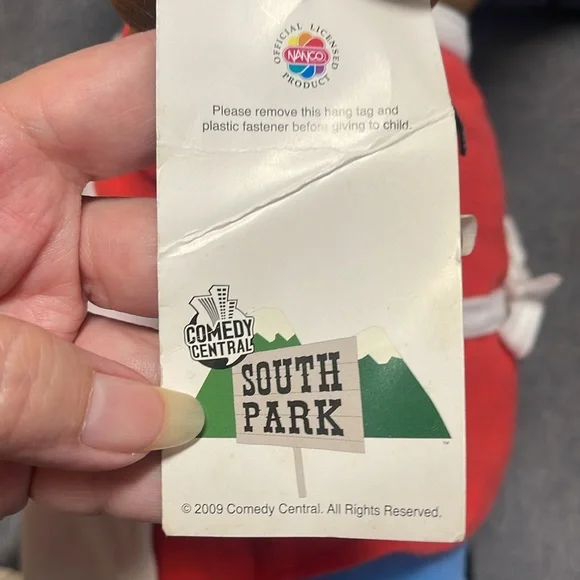 OFFICIAL LICENSED
NANCO
PRODUCT
Please remove this hang tag and
plastic fastener before giving to child.
COMEDY
CENTRAL
SOUTH
PARK
TM
© 2009 Comedy Central. All Rights Reserved.